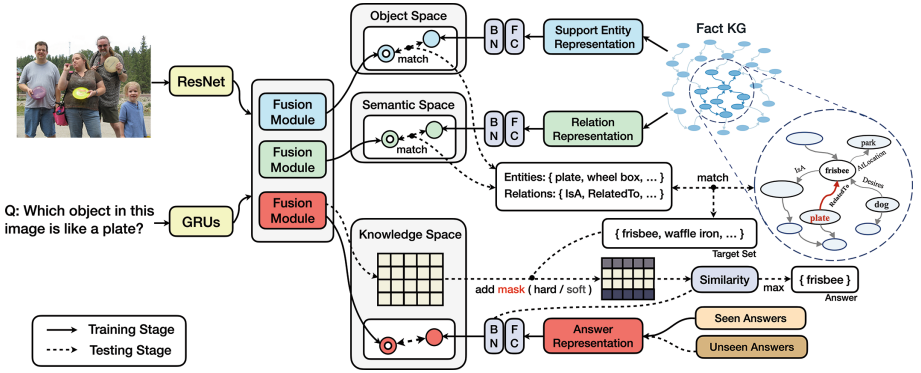 Object Space
match
B
N
F
C
Support Entity
Representation
Fact KG
ResNet
Fusion
Module
Semantic Space
match
B
N
F
C
Relation
Representation
Fusion
Module
Entities: { plate, wheel box, ... }
Relations: { IsA, RelatedTo, ... }
match
park
IsA
frisbee
AtLocation
RelatedTo
Desires
plate
dog
Q: Which object in this
image is like a plate?
GRUs
Fusion
Module
Knowledge Space
{ frisbee, waffle iron, ... }
Target Set
add mask ( hard / soft )
Similarity
max
{ frisbee }
Answer
B
N
F
C
Answer
Representation
Seen Answers
Unseen Answers
Training Stage
Testing Stage